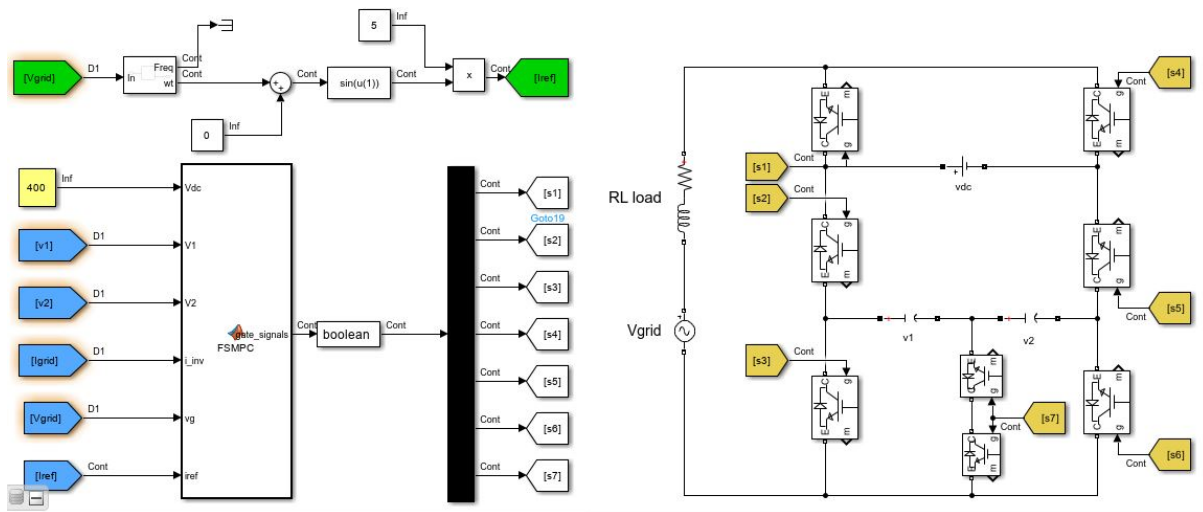 Inf
5
[Vgrid]
D1
In
Freq
wt
Cont
Cont
Cont
sin(u(1))
Cont
x
Cont
[Iref]
0
Inf
400
Inf
Vdc
[v1]
D1
V1
[v2]
D1
V2
[Igrid]
D1
i_inv
[Vgrid]
D1
vg
[Iref]
Cont
iref
gate_signals
FSMPC
Cont
boolean
Cont
Cont
[s1]
Goto19
Cont
[s2]
Cont
[s3]
Cont
[s4]
Cont
[s5]
Cont
[s6]
Cont
[s7]
RL load
Vgrid
[s1]
Cont
[s2]
Cont
[s3]
Cont
E
m
C
g
C
g
E
m
C
g
E
m
vdc
v1
v2
E
m
C
g
C
g
E
m
Cont
[s7]
C
g
E
m
Cont
[s4]
E
m
C
g
Cont
[s5]
E
m
C
g
Cont
[s6]